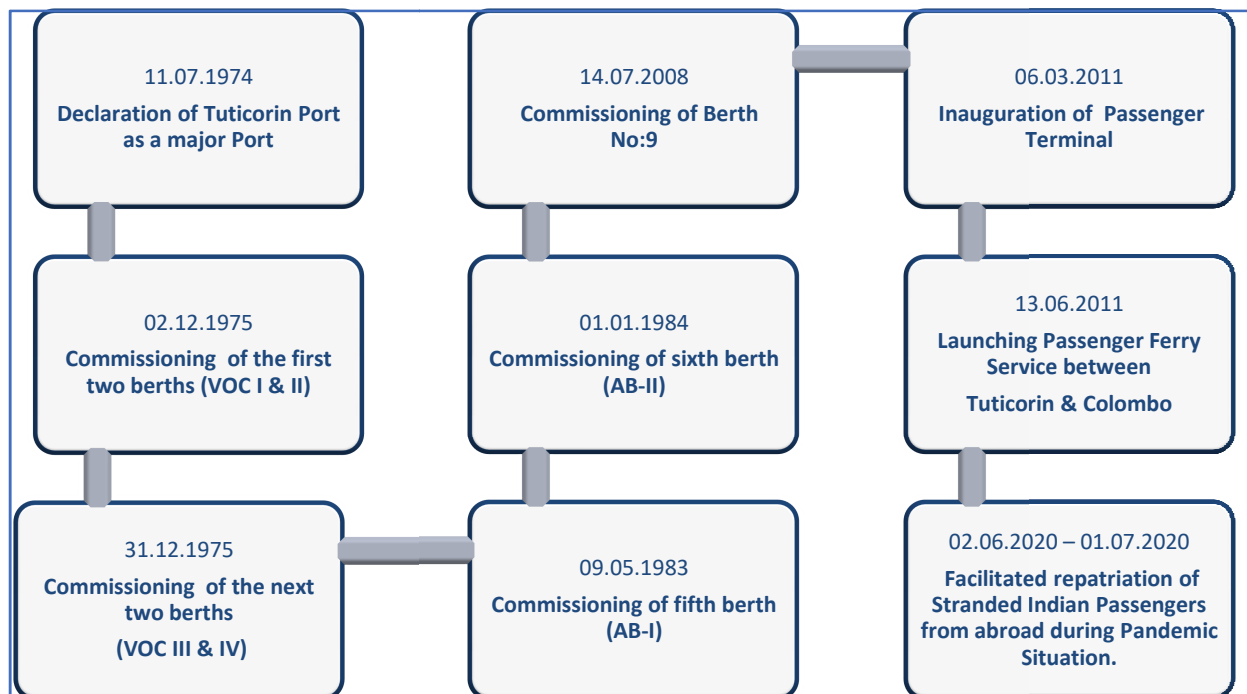 11.07.1974
Declaration of Tuticorin Port
as a major Port
02.12.1975
Commissioning of the first
two berths (VOC I & II)
31.12.1975
Commissioning of the next
two berths
(VOC III & IV)
09.05.1983
Commissioning of fifth berth
(AB-I)
01.01.1984
Commissioning of sixth berth
(AB-II)
14.07.2008
Commissioning of Berth
No:9
06.03.2011
Inauguration of Passenger
Terminal
13.06.2011
Launching Passenger Ferry
Service between
Tuticorin & Colombo
02.06.2020 – 01.07.2020
Facilitated repatriation of
Stranded Indian Passengers
from abroad during Pandemic
Situation.